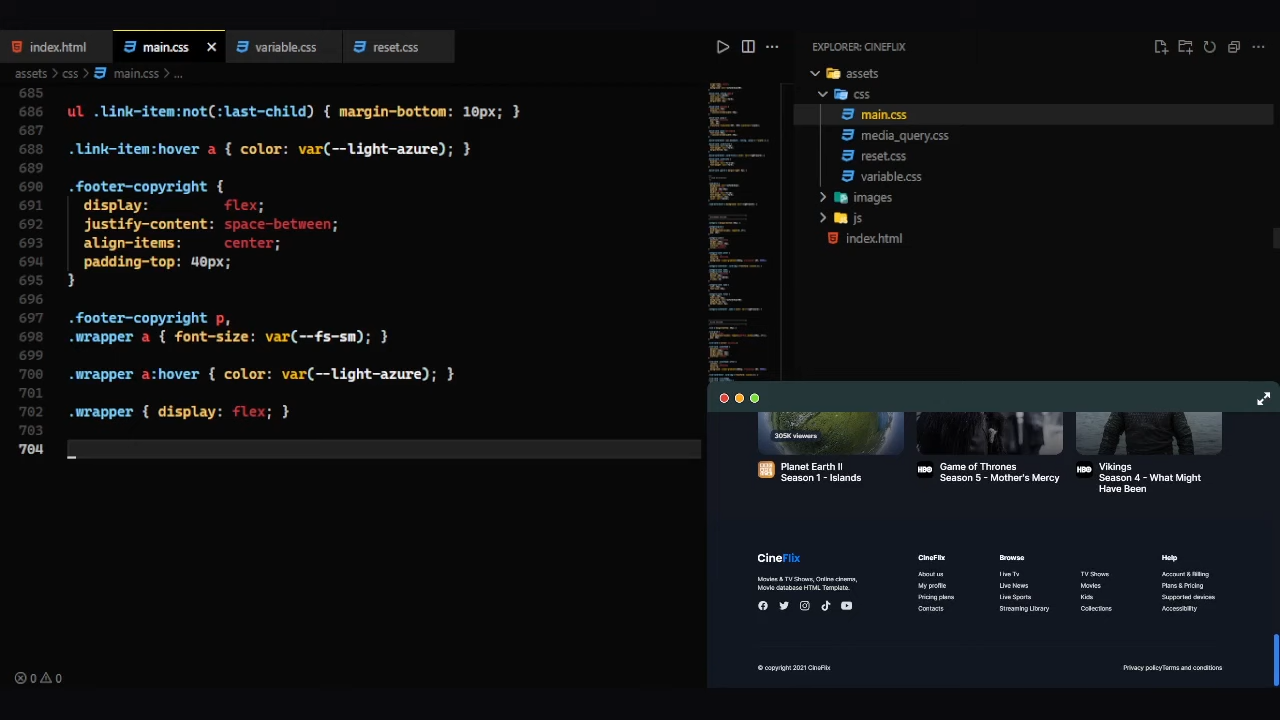 index.html
main.css
variable.css
reset.css
EXPLORER: CINEFLIX
assets > css > main.css > ...
685
686 ul .link-item:not(:last-child) { margin-bottom: 10px; }
687
688 .link-item:hover a { color: var(--light-azure); }
689
690 .footer-copyright {
691 display: flex;
692 justify-content: space-between;
693 align-items: center;
694 padding-top: 40px;
695 }
696
697 .footer-copyright p,
698 .wrapper a { font-size: var(--fs-sm); }
699
700 .wrapper a:hover { color: var(--light-azure); }
701
702 .wrapper { display: flex; }
703
704
0 0
assets
css
main.css
media_query.css
reset.css
variable.css
images
js
index.html
305K viewers
Planet Earth II
Season 1 - Islands
HBO
Game of Thrones
Season 5 - Mother's Mercy
HBO
Vikings
Season 4 - What Might
Have Been
CineFlix
Movies & TV Shows, Online cinema,
Movie database HTML Template.
CineFlix
About us
My profile
Pricing plans
Contacts
Browse
Live Tv
Live News
Live Sports
Streaming Library
TV Shows
Movies
Kids
Collections
Help
Account & Billing
Plans & Pricing
Supported devices
Accessibility
© copyright 2021 CineFlix
Privacy policyTerms and conditions